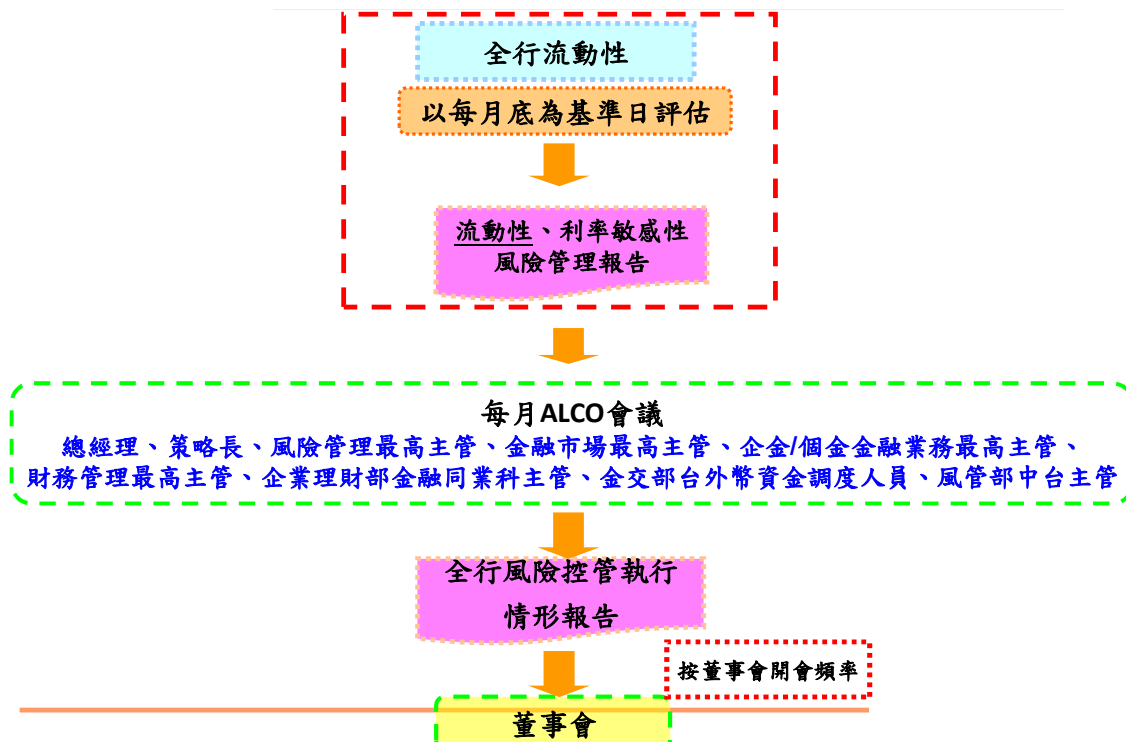 全行流動性
以每月底為基準日評估
流動性、利率敏感性
風險管理報告
每月ALCO會議
總經理、策略長、風險管理最高主管、金融市場最高主管、企金/個金金融業務最高主管、
財務管理最高主管、企業理財部金融同業科主管、金交部台外幣資金調度人員、風管部中台主管
全行風險控管執行
情形報告
按董事會開會頻率
董事會